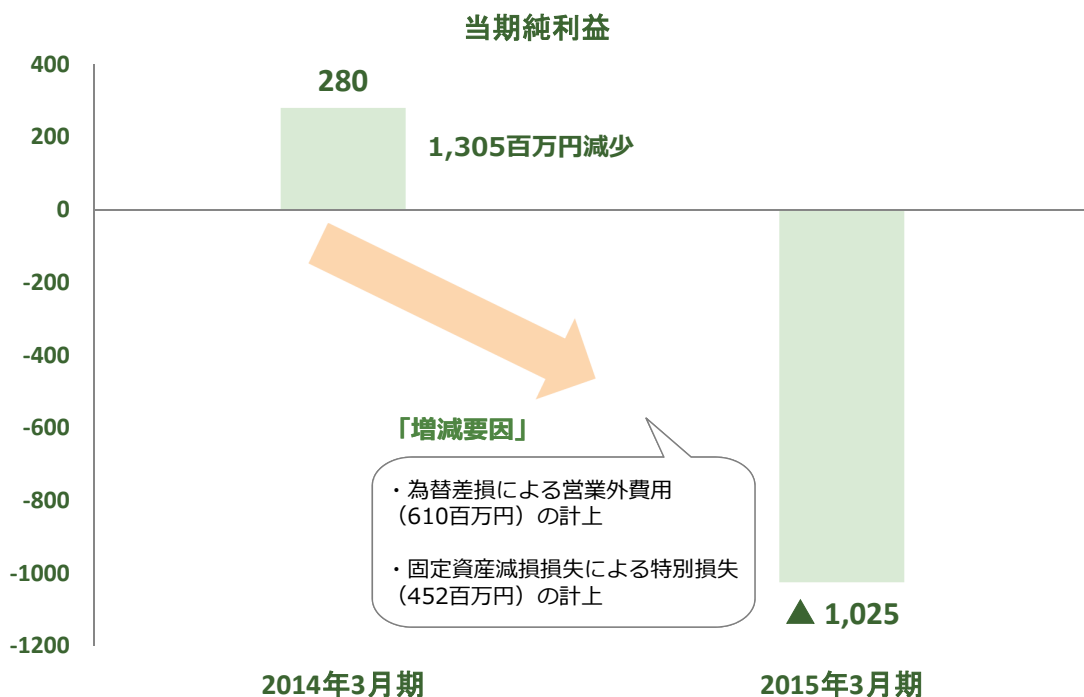 当期純利益
400
280
200
1,305百万円減少
0
-200
-400
-600
「増減要因」
・為替差損による営業外費用
（610百万円）の計上
・固定資産減損損失による特別損失
（452百万円）の計上
-800
-1000
▲ 1,025
-1200
2014年3月期
2015年3月期